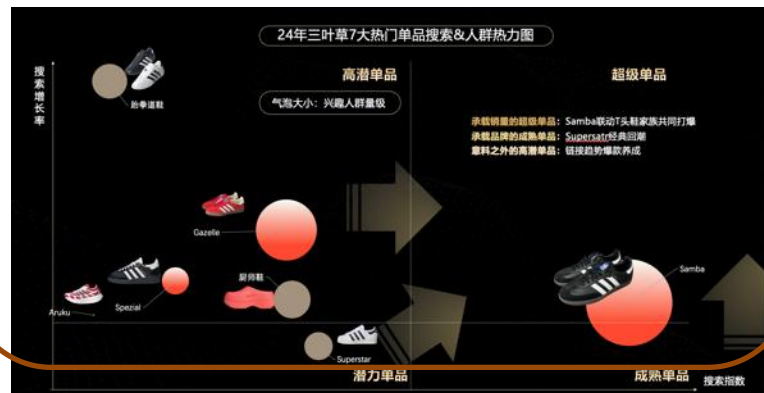 24年三叶草7大热门单品搜索&人群热力图
搜索增长率
高潜单品
超级单品
气泡大小：兴趣人群量级
跆拳道鞋
承载销量的超级单品：Samba联动T头鞋家族共同打爆
承载品牌的成熟单品：Supersatr经典回潮
意料之外的高潜单品：链接趋势爆款养成
Gazelle
厨师鞋
Samba
Aruku
Spezial
Superstar
潜力单品
成熟单品
搜索指数